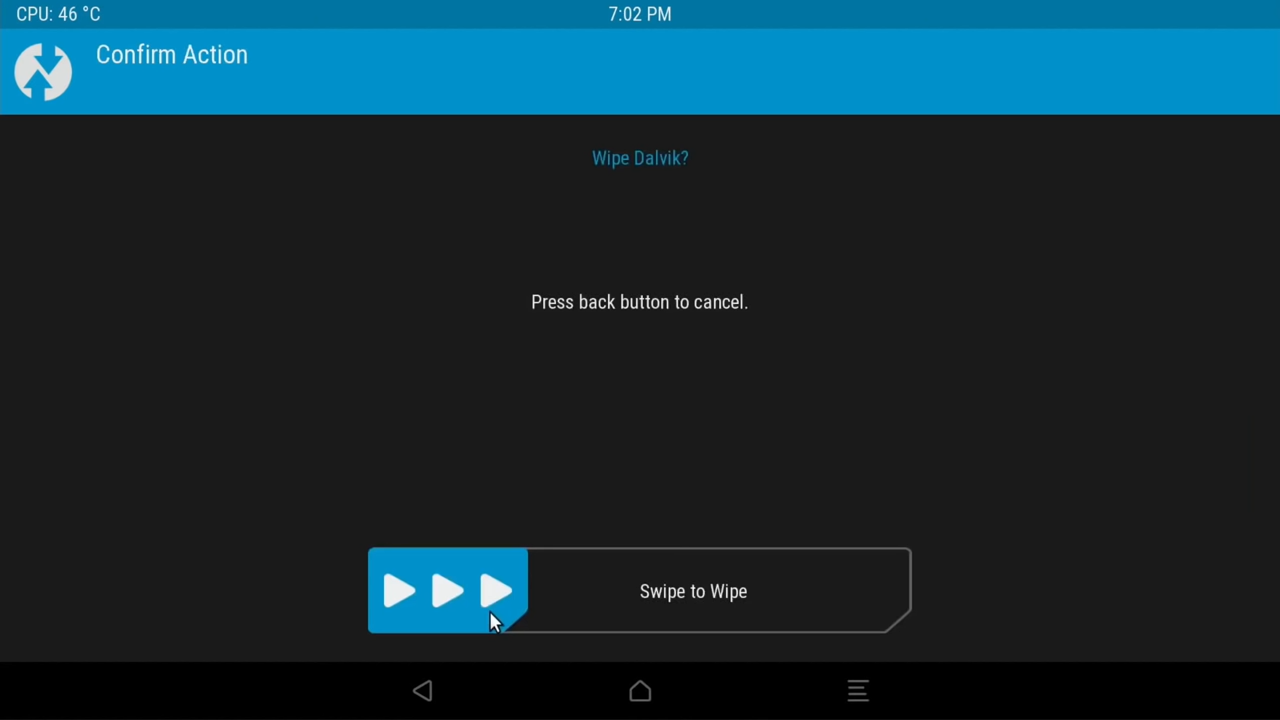 CPU: 46 °C
7:02 PM
Confirm Action
Wipe Dalvik?
Press back button to cancel.
Swipe to Wipe